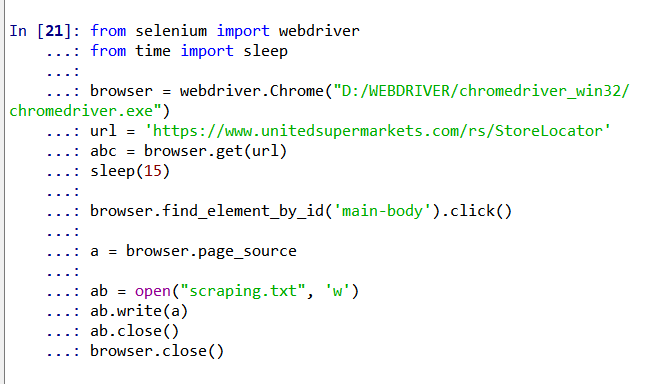 In [21]: from selenium import webdriver
    ...: from time import sleep
    ...:
    ...: browser = webdriver.Chrome("D:/WEBDRIVER/chromedriver_win32/
chromedriver.exe")
    ...: url = 'https://www.unitedsupermarkets.com/rs/StoreLocator'
    ...: abc = browser.get(url)
    ...: sleep(15)
    ...:
    ...: browser.find_element_by_id('main-body').click()
    ...:
    ...: a = browser.page_source
    ...:
    ...: ab = open("scraping.txt", 'w')
    ...: ab.write(a)
    ...: ab.close()
    ...: browser.close()